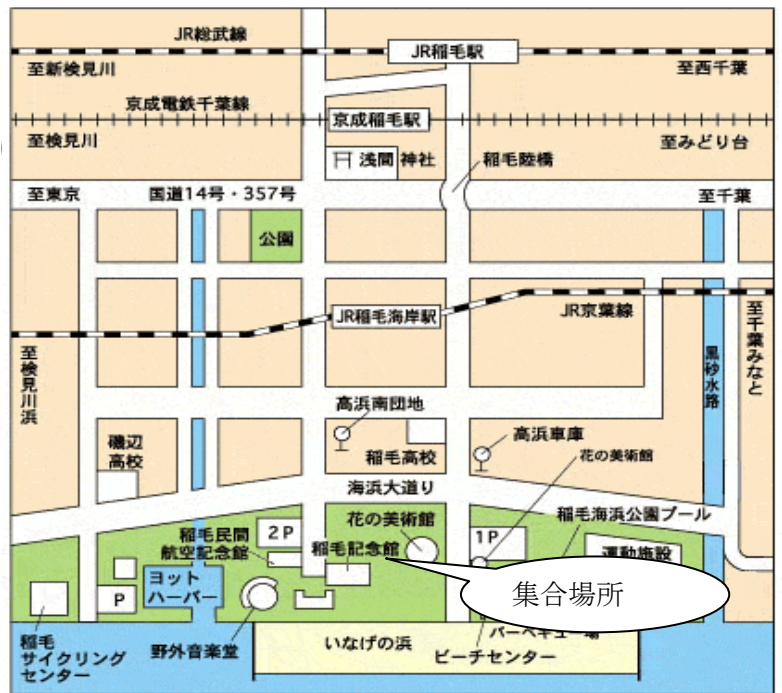 JR総武線
JR稲毛駅
至新検見川
至西千葉
京成電鉄千葉線
京成稲毛駅
至検見川
至みどり台
浅間神社
稲毛陸橋
至東京
国道14号・357号
至千葉
公園
JR稲毛海岸駅
JR京葉線
至検見川浜
黒砂水路
至千葉みなと
高浜南団地
高浜車庫
磯辺
高校
稲毛高校
花の美術館
海浜大通り
稲毛海浜公園プール
稲毛民間
航空記念館
2P
花の美術館
稲毛記念館
1P
運動施設
P
ヨット
ハーバー
集合場所
稲毛
サイクリング
センター
野外音楽堂
いなげの浜
ビーチセンター